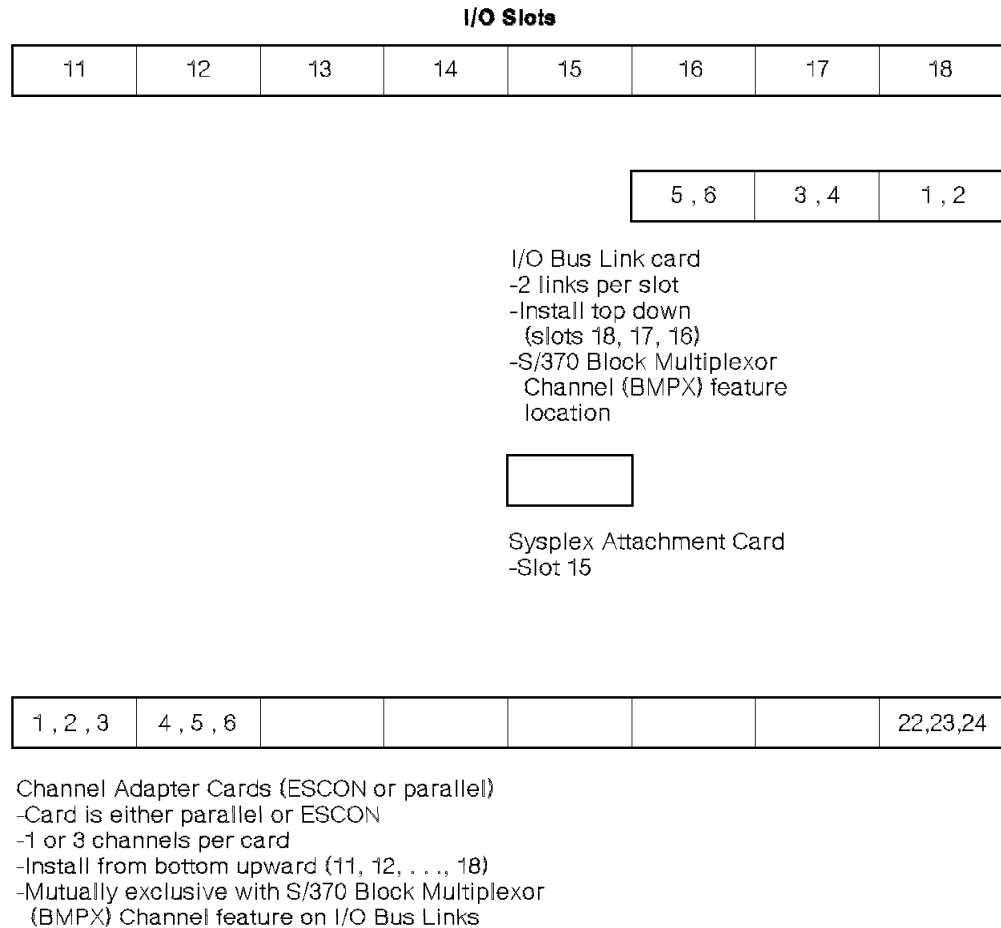 I/O Slots
11 12 13 14 15 16 17 18
5 , 6 3 , 4 1 , 2
I/O Bus Link card
-2 links per slot
-Install top down
(slots 18, 17, 16)
-S/370 Block Multiplexor
Channel (BMPX) feature
location
Sysplex Attachment Card
-Slot 15
1 , 2 , 3 4 , 5 , 6 22,23,24
Channel Adapter Cards (ESCON or parallel)
-Card is either parallel or ESCON
-1 or 3 channels per card
-Install from bottom upward (11, 12, . . ., 18)
-Mutually exclusive with S/370 Block Multiplexor
(BMPX) Channel feature on I/O Bus Links